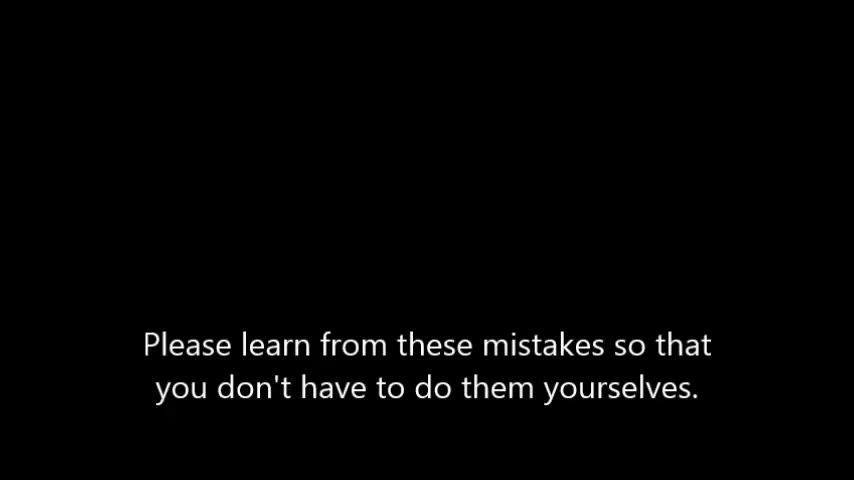 Please learn from these mistakes so that
you don't have to do them yourselves.